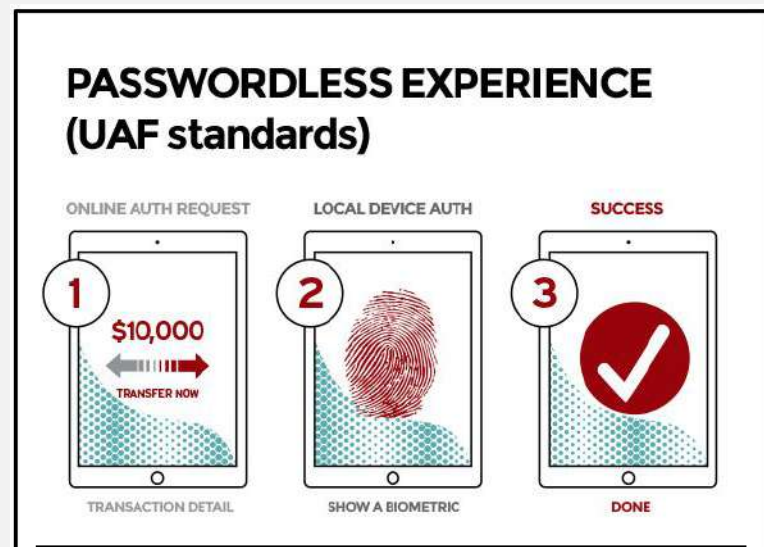 PASSWORDLESS EXPERIENCE
(UAF standards)
ONLINE AUTH REQUEST
LOCAL DEVICE AUTH
SUCCESS
1
$10,000
TRANSFER NOW
2
3
TRANSACTION DETAIL
SHOW A BIOMETRIC
DONE